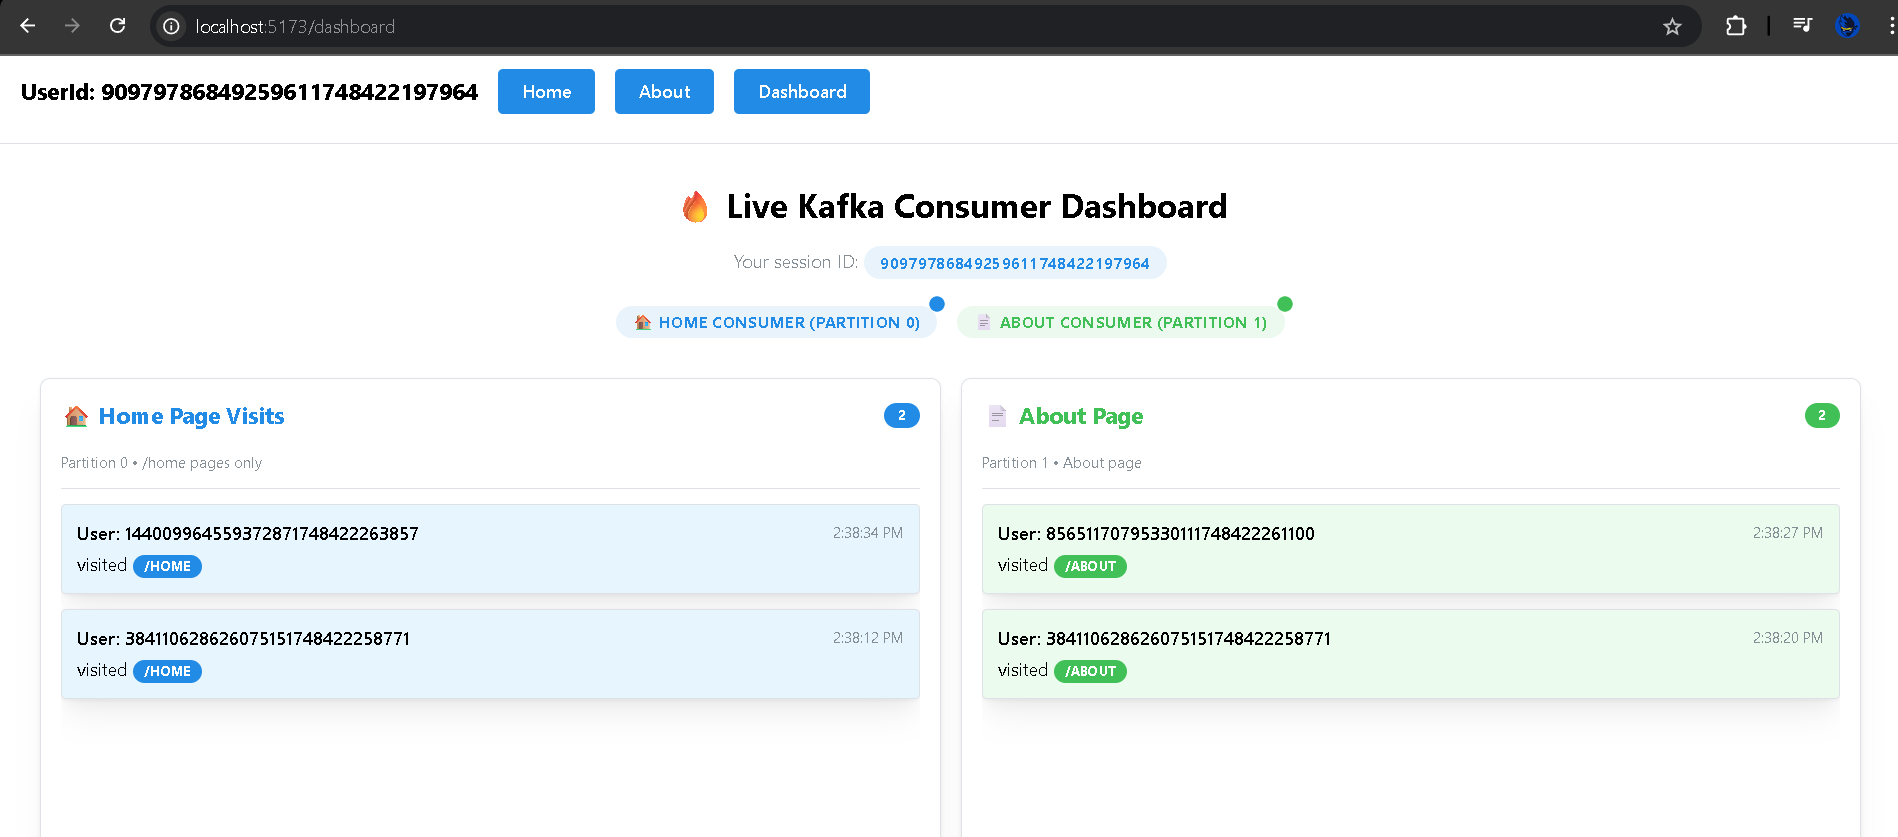 localhost:5173/dashboard
UserId: 90979786849259611748422197964 Home About Dashboard
Live Kafka Consumer Dashboard
Your session ID: 90979786849259611748422197964
HOME CONSUMER (PARTITION 0) ABOUT CONSUMER (PARTITION 1)
Home Page Visits 2
Partition 0 • /home pages only
User: 144009964559372871748422263857 2:38:34 PM
visited /HOME
User: 384110628626075151748422258771 2:38:12 PM
visited /HOME
About Page 2
Partition 1 • About page
User: 85651170795330111748422261100 2:38:27 PM
visited /ABOUT
User: 384110628626075151748422258771 2:38:20 PM
visited /ABOUT